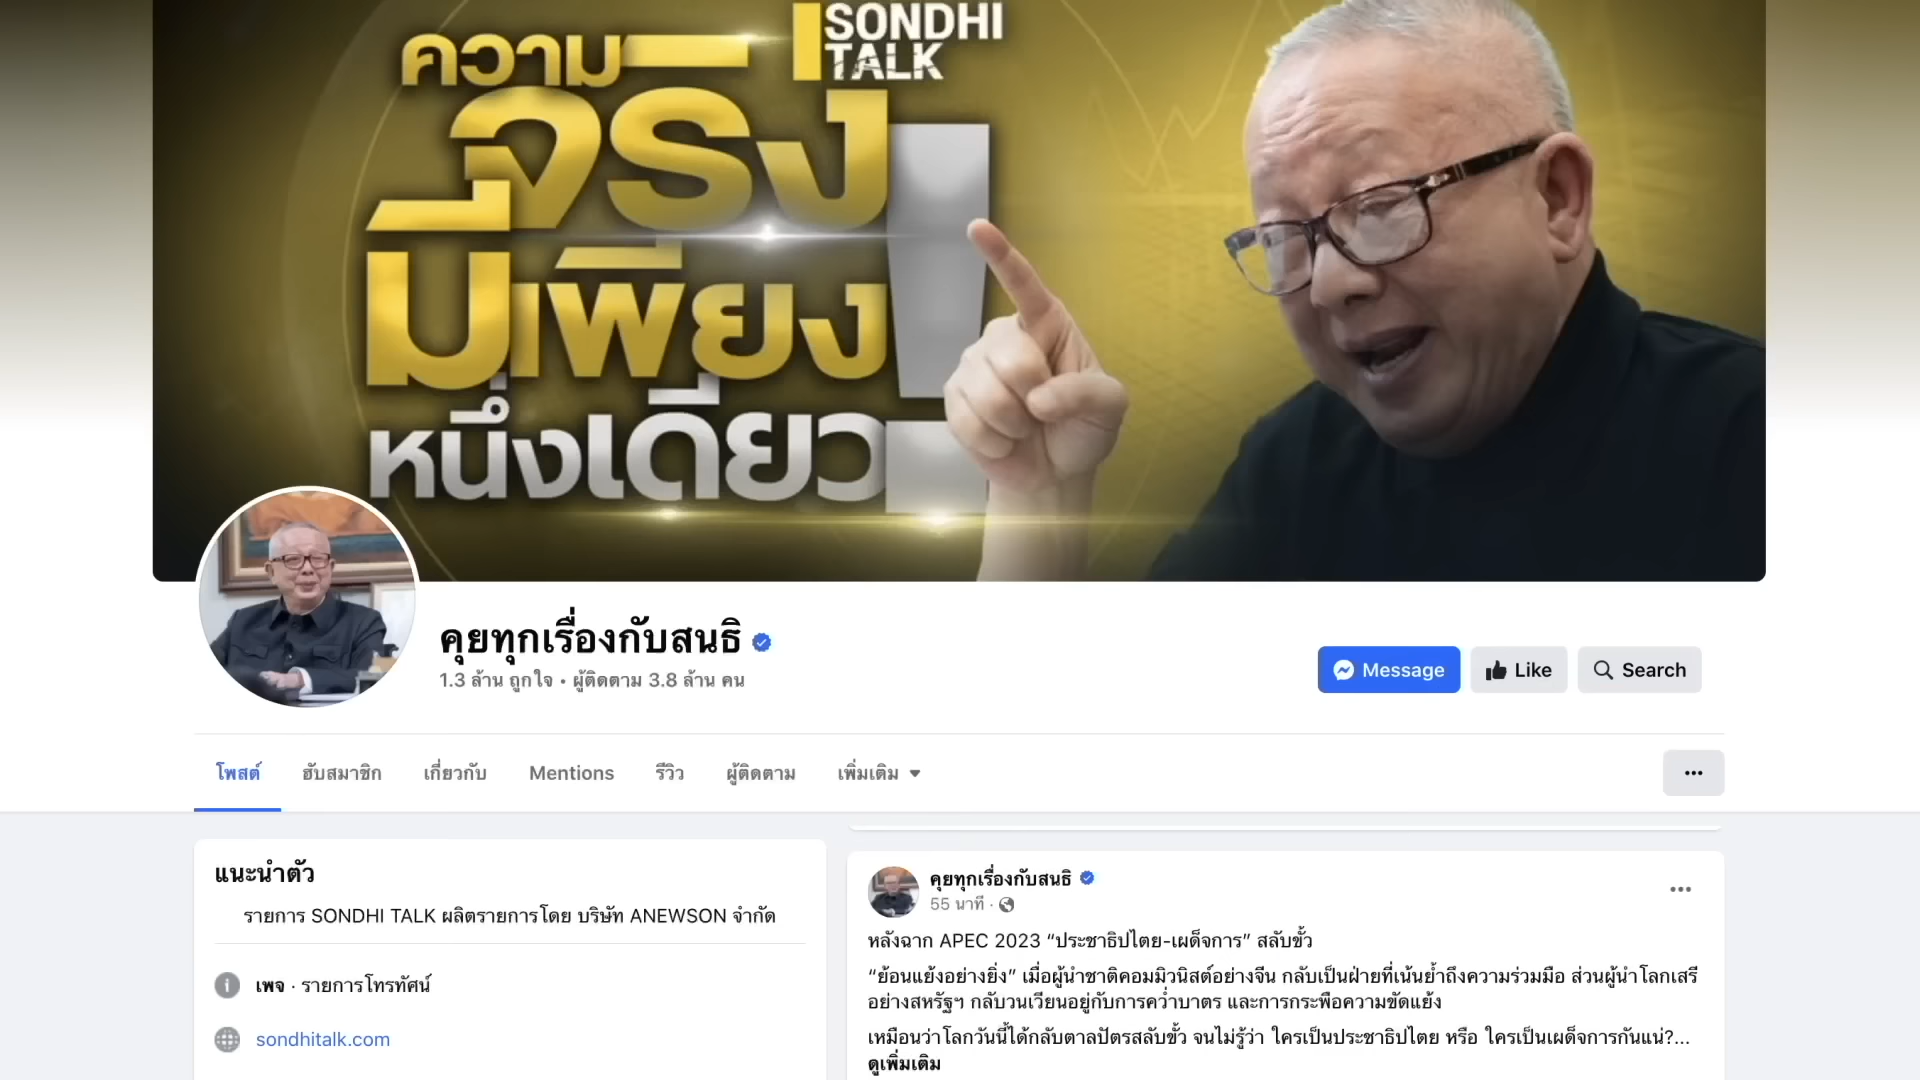 SONDHI
TALK
ความ
จริง
มีเพียง
หนึ่งเดียว!
คุยทุกเรื่องกับสนธิ
1.3 ล้าน ถูกใจ • ผู้ติดตาม 3.8 ล้าน คน
Message
Like
Search
โพสต์
ฮับสมาชิก
เกี่ยวกับ
Mentions
รีวิว
ผู้ติดตาม
เพิ่มเติม
แนะนำตัว
รายการ SONDHI TALK ผลิตรายการโดย บริษัท ANEWSON จำกัด
เพจ · รายการโทรทัศน์
sondhitalk.com
คุยทุกเรื่องกับสนธิ
55 นาที ·
หลังฉาก APEC 2023 “ประชาธิปไตย-เผด็จการ” สลับขั้ว
“ย้อนแย้งอย่างยิ่ง” เมื่อผู้นำชาติคอมมิวนิสต์อย่างจีน กลับเป็นฝ่ายที่เน้นย้ำถึงความร่วมมือ ส่วนผู้นำโลกเสรี
อย่างสหรัฐฯ กลับวนเวียนอยู่กับการคว่ำบาตร และการกระพือความขัดแย้ง
เหมือนว่าโลกวันนี้ได้กลับตาลปัตรสลับขั้ว จนไม่รู้ว่า ใครเป็นประชาธิปไตย หรือ ใครเป็นเผด็จการกันแน่?...
ดูเพิ่มเติม